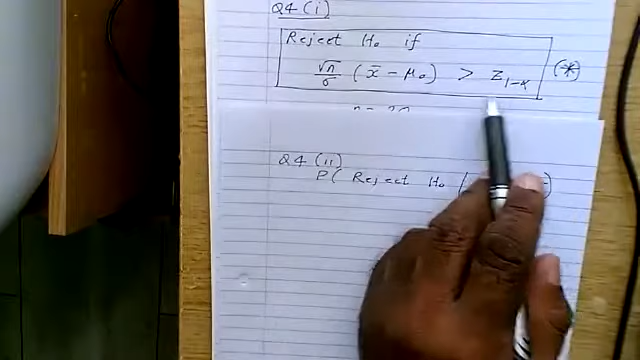 Q4 (i)
Reject H₀ if
√n/σ ( x̄ - μ₀ ) > z₁₋α (*)
Q4 (ii)
P( Reject H₀ | )